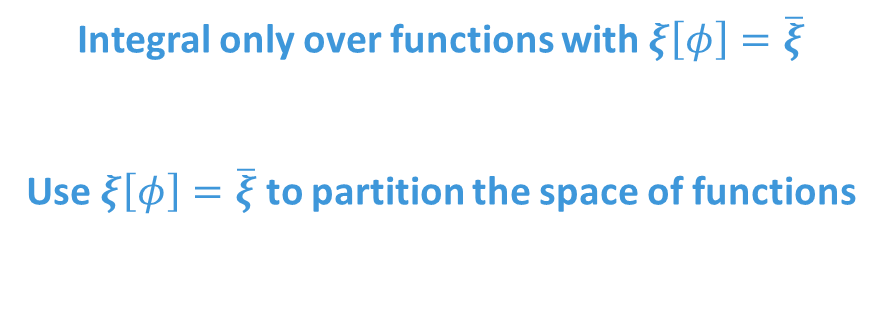 Integral only over functions with ξ[ϕ] = ξ̄
Use ξ[ϕ] = ξ̄ to partition the space of functions